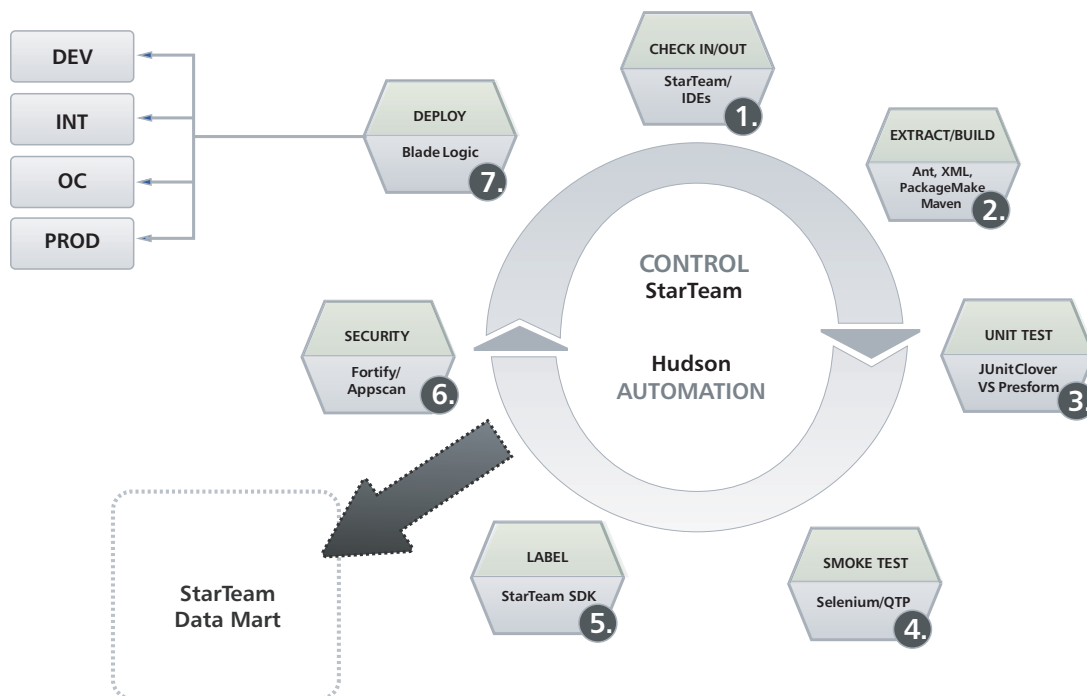 DEV
INT
OC
PROD
DEPLOY
Blade Logic
7.
CHECK IN/OUT
StarTeam/
IDEs
1.
EXTRACT/BUILD
Ant, XML,
PackageMake
Maven
2.
CONTROL
StarTeam
Hudson
AUTOMATION
UNIT TEST
JUnitClover
VS Presform
3.
SECURITY
Fortify/
Appscan
6.
StarTeam
Data Mart
LABEL
StarTeam SDK
5.
SMOKE TEST
Selenium/QTP
4.